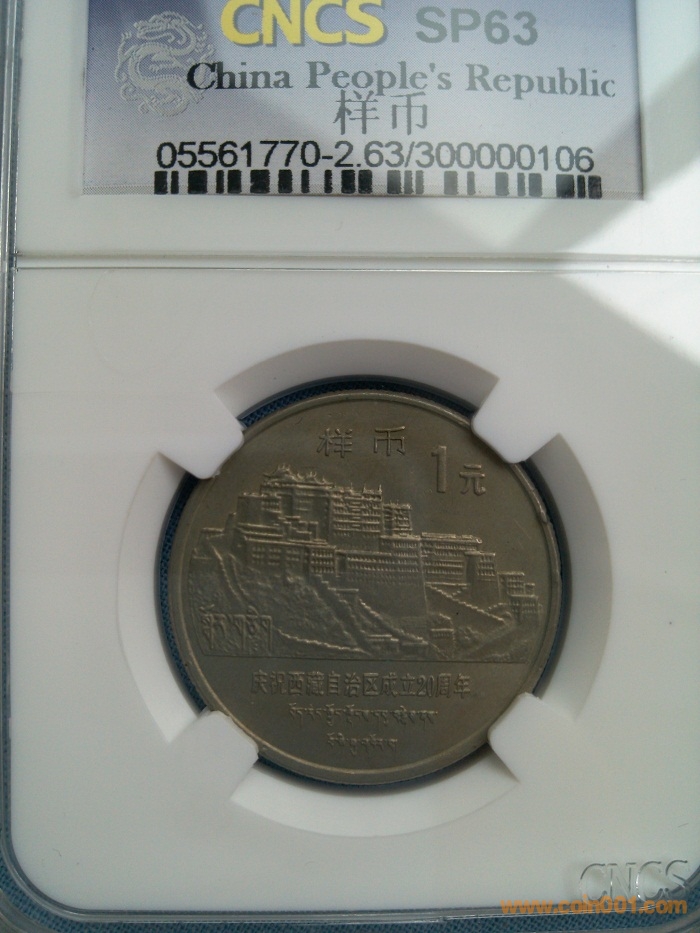 CNCS SP63
China People's Republic
样币
05561770-2.63/300000106
样币
1元
庆祝西藏自治区成立20周年
CNCS
www.coin001.com